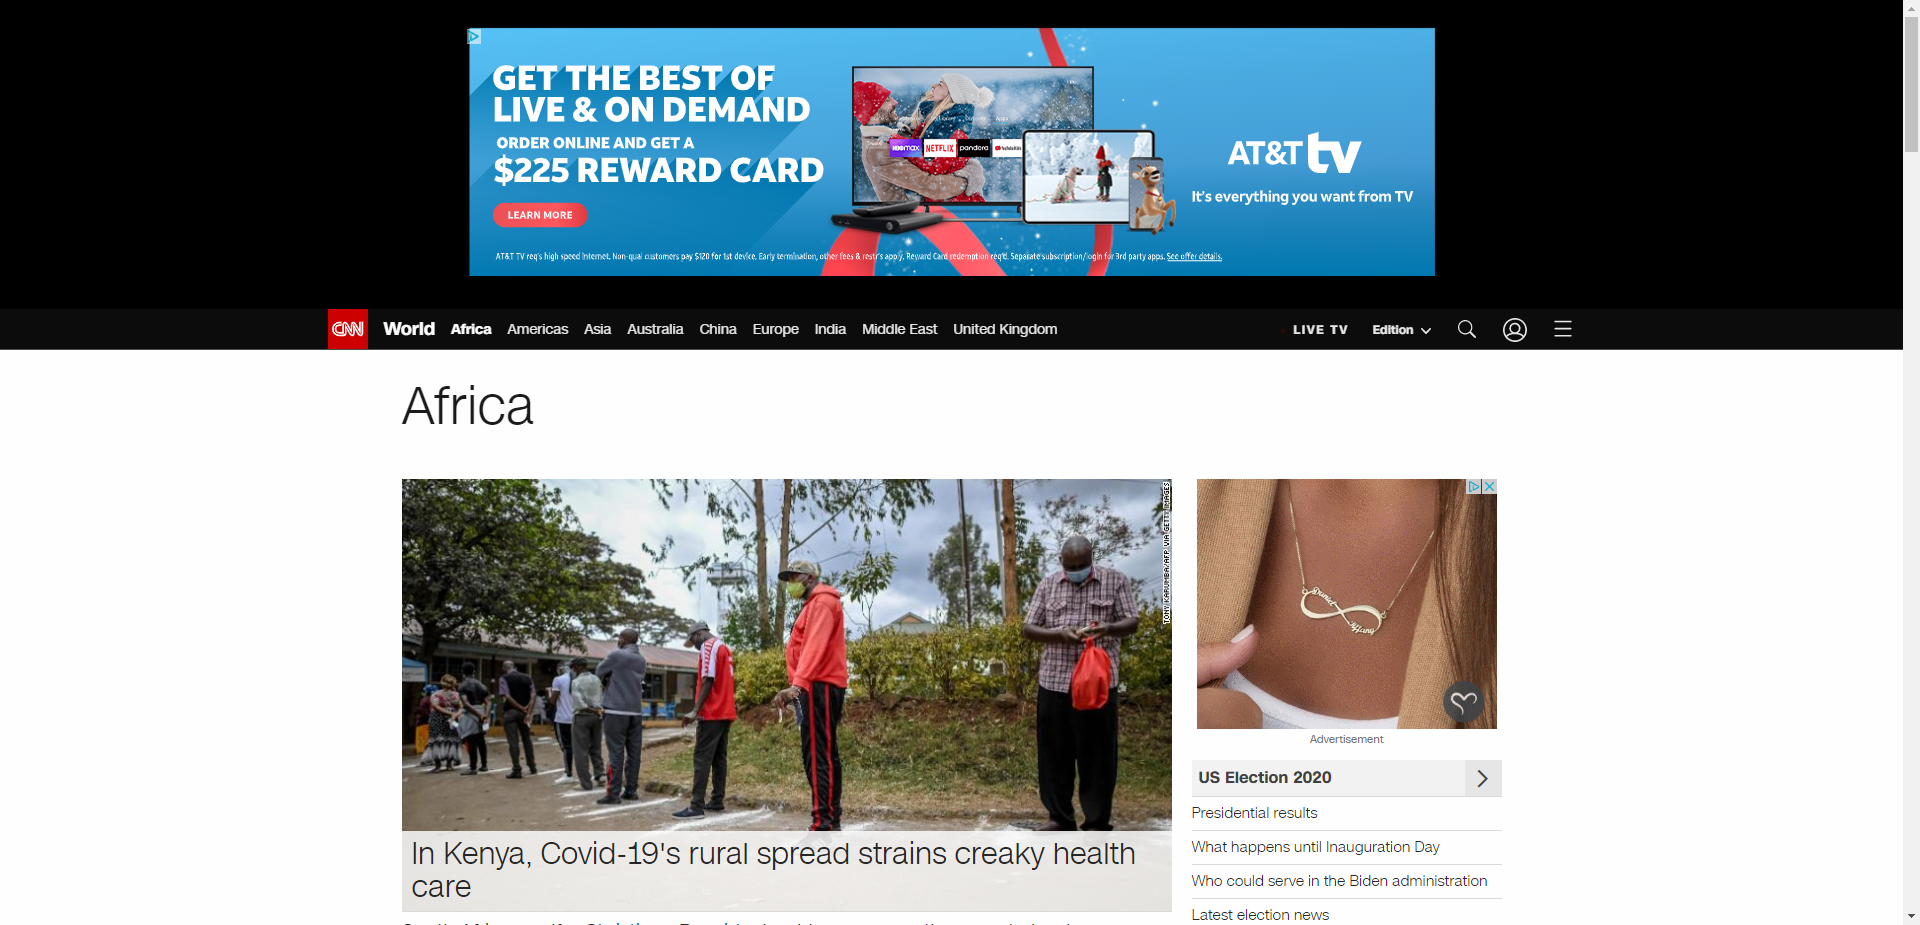 GET THE BEST OF
LIVE & ON DEMAND
ORDER ONLINE AND GET A
$225 REWARD CARD
LEARN MORE
HBOMAX
NETFLIX
pandora
AT&T tv
It's everything you want from TV
AT&T TV req's high speed internet. Non-qual customers pay $120 for 1st device. Early termination, other fees & restr's apply. Reward Card redemption req'd. Separate subscription/login for 3rd party apps. See offer details.
CNN World Africa Americas Asia Australia China Europe India Middle East United Kingdom LIVE TV Edition
Africa
TONY KARUMBA/AFP VIA GETTY IMAGES
In Kenya, Covid-19's rural spread strains creaky health
care
Daniel
Tiffany
Advertisement
US Election 2020
Presidential results
What happens until Inauguration Day
Who could serve in the Biden administration
Latest election news